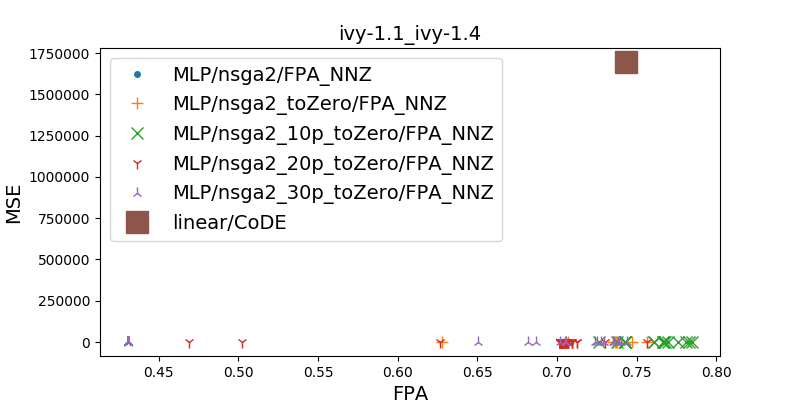 ivy-1.1_ivy-1.4
1750000
1500000
1250000
1000000
750000
500000
250000
0
MSE
MLP/nsga2/FPA_NNZ
MLP/nsga2_toZero/FPA_NNZ
MLP/nsga2_10p_toZero/FPA_NNZ
MLP/nsga2_20p_toZero/FPA_NNZ
MLP/nsga2_30p_toZero/FPA_NNZ
linear/CoDE
0.45 0.50 0.55 0.60 0.65 0.70 0.75 0.80
FPA